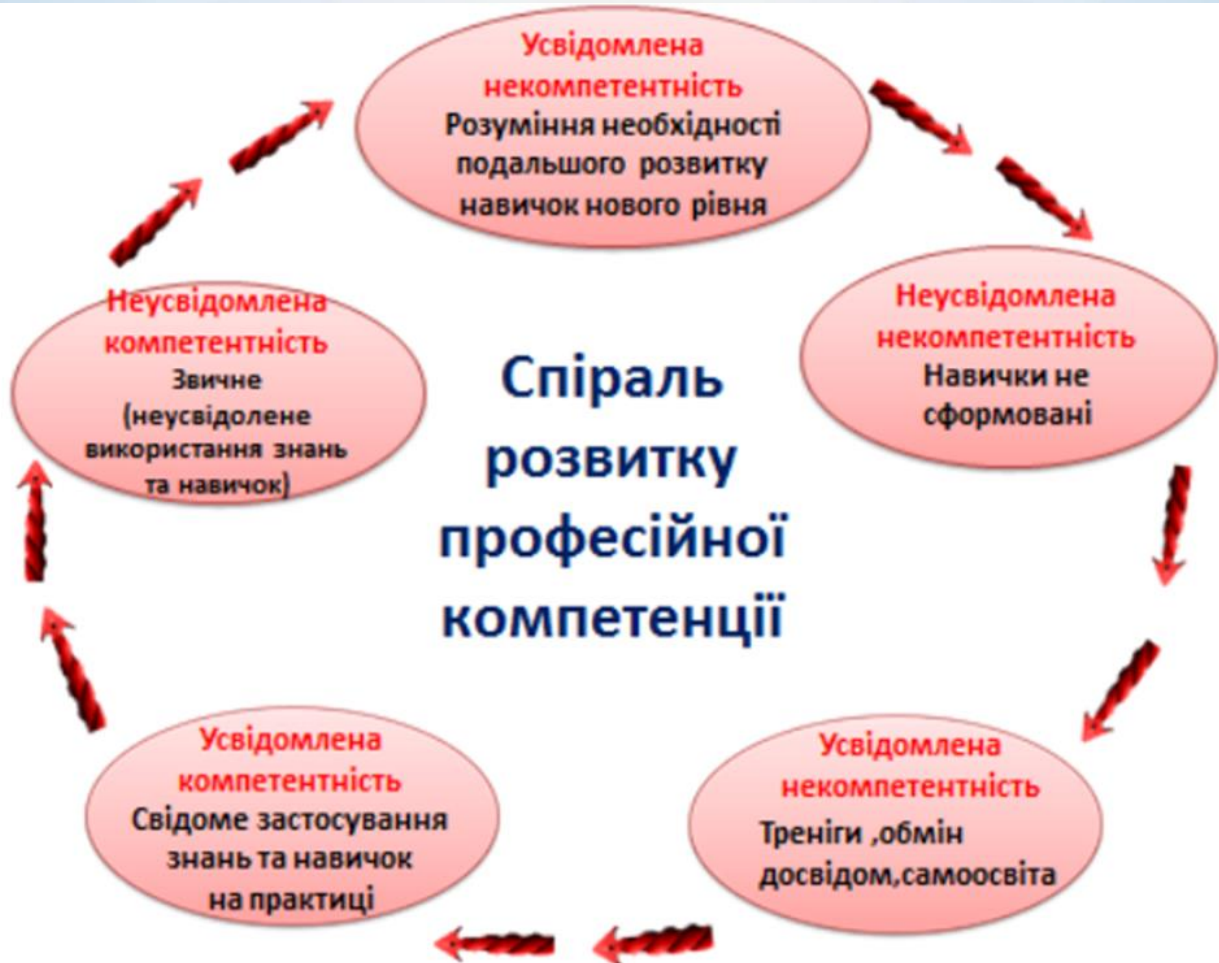 Усвідомлена
некомпетентність
Розуміння необхідності
подальшого розвитку
навичок нового рівня
Неусвідомлена
некомпетентність
Навички не
сформовані
Усвідомлена
некомпетентність
Треніги ,обмін
досвідом,самоосвіта
Усвідомлена
компетентність
Свідоме застосування
знань та навичок
на практиці
Неусвідомлена
компетентність
Звичне
(неусвідолене
використання знань
та навичок)
Спіраль
розвитку
професійної
компетенції